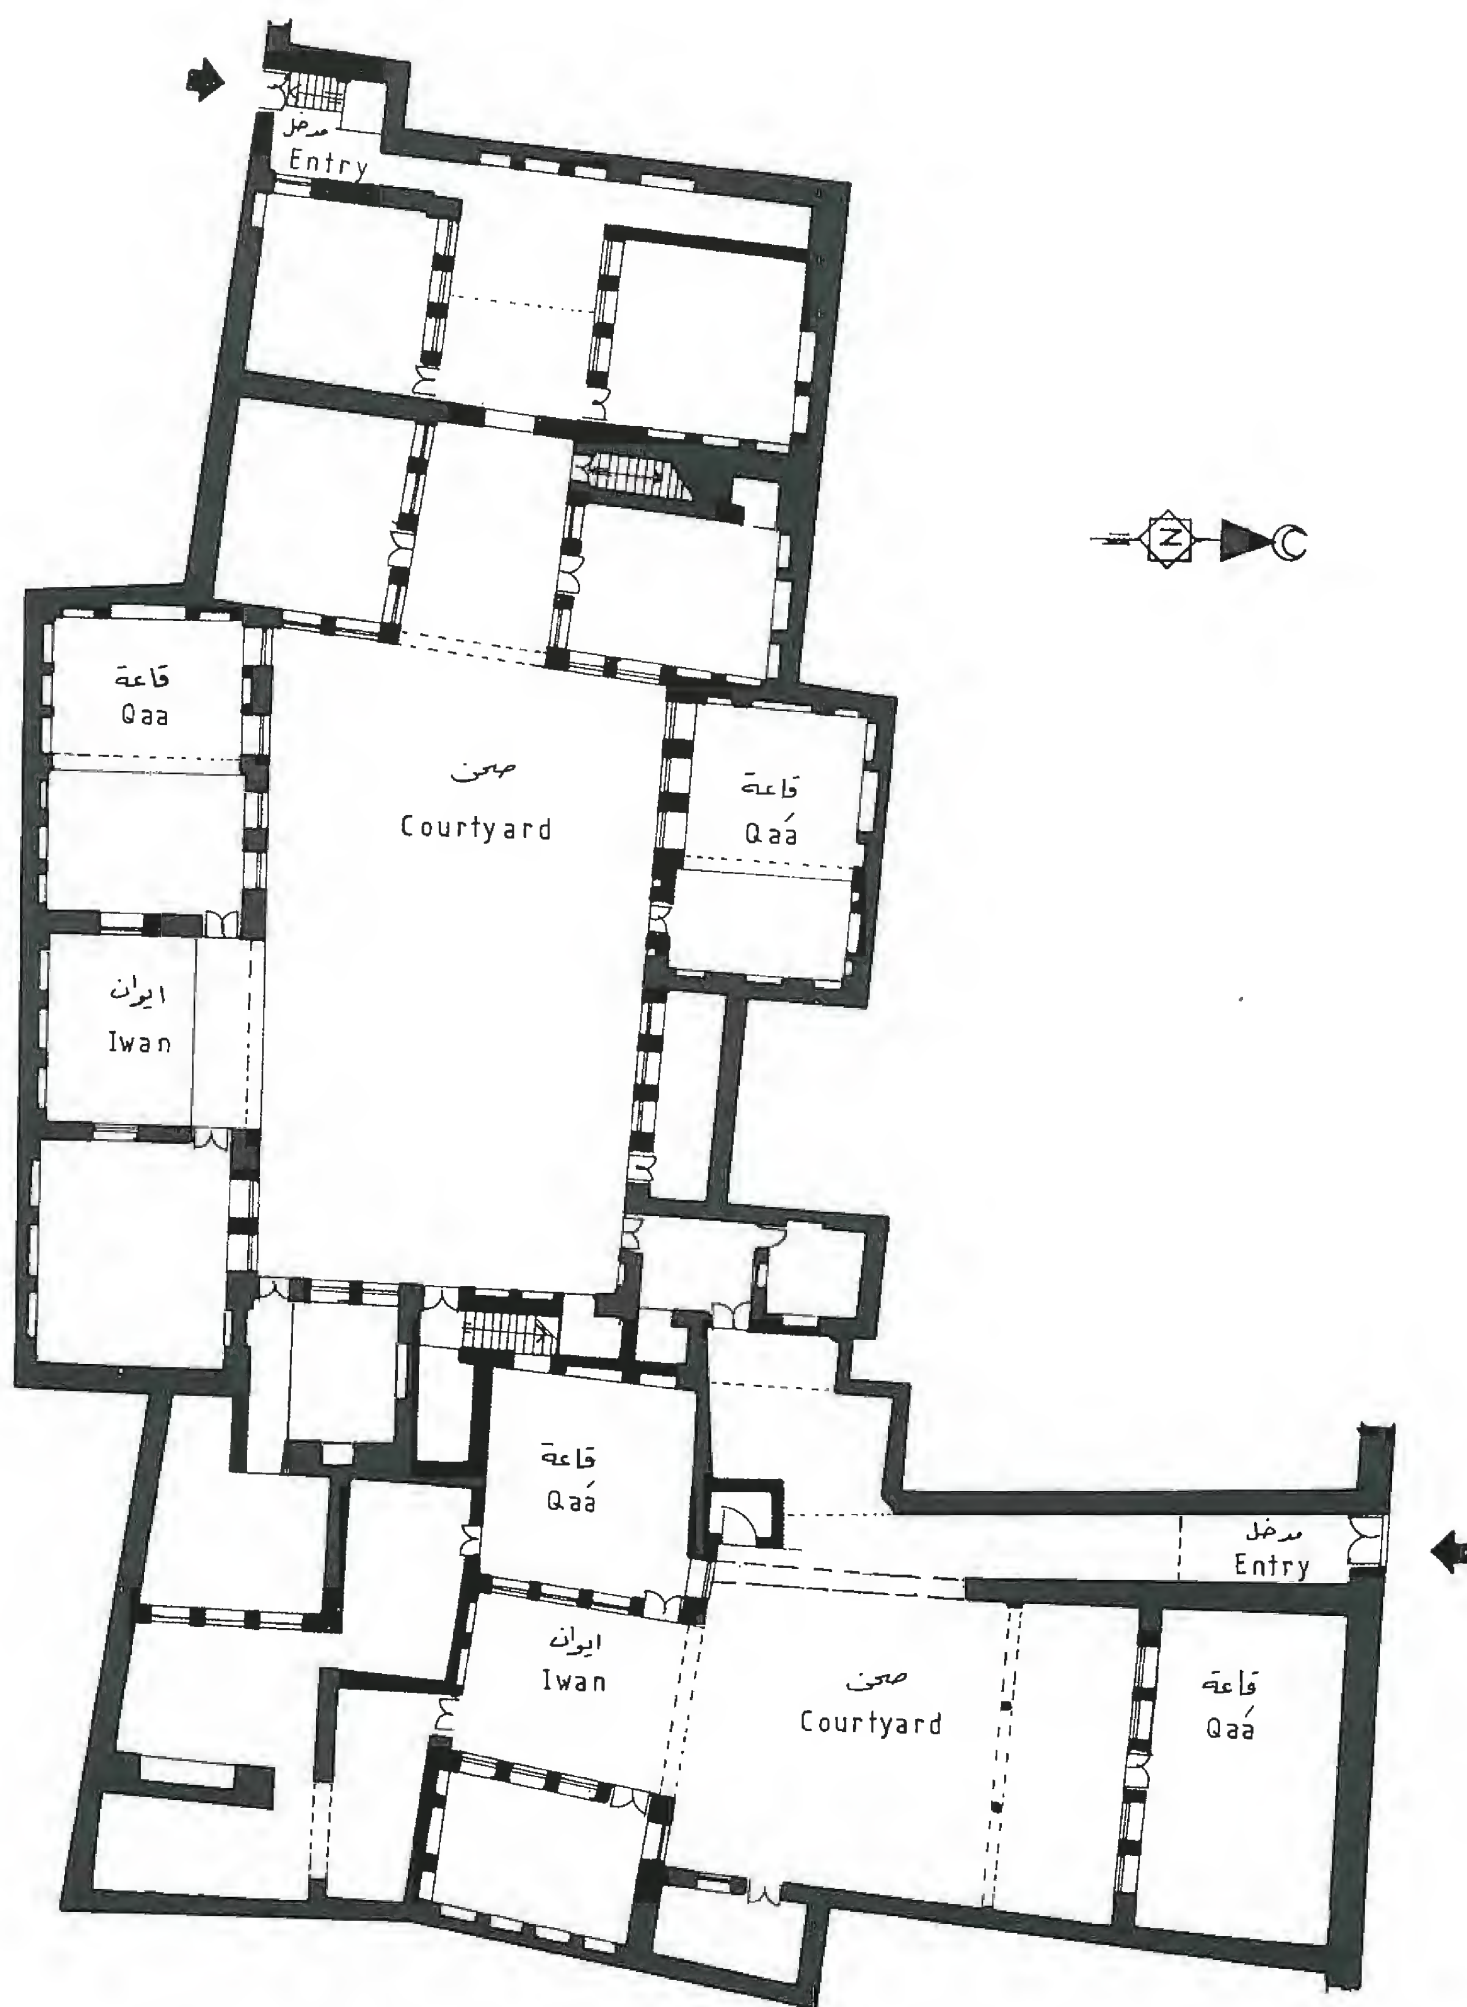 مدخل
Entry
قاعة
Qaa
صحن
Courtyard
قاعة
Qaá
ايوان
Iwan
N
قاعة
Qaá
مدخل
Entry
ايوان
Iwan
صحن
Courtyard
قاعة
Qaá